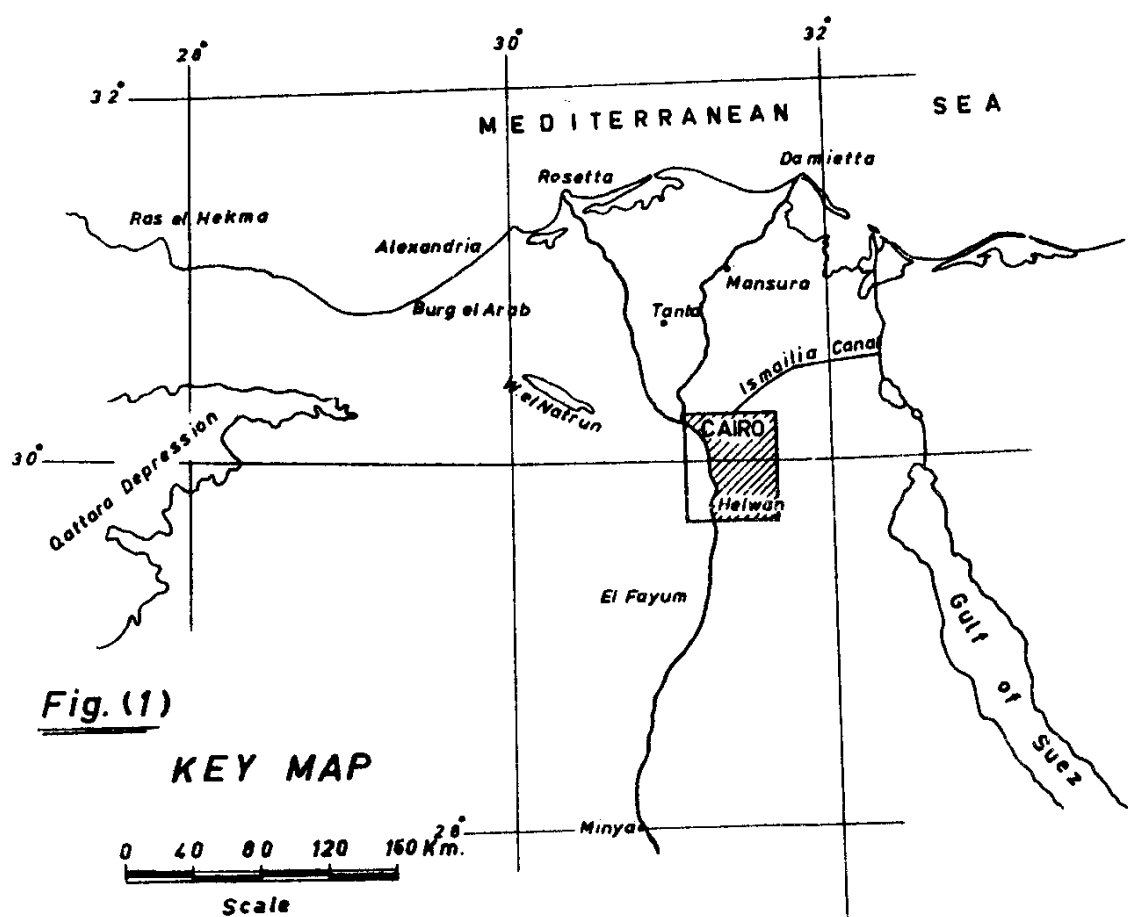 28°
30°
32°
32°
MEDITERRANEAN SEA
Damietta
Rosetta
Ras el Hekma
Alexandria
Mansura
Burg el Arab
Tanta
Ismailia Canal
W. el Natrun
CAIRO
Qattara Depression
30°
Helwan
El Fayum
Gulf of Suez
Fig. (1)
KEY MAP
28°
Minya
0 40 80 120 160 Km.
Scale